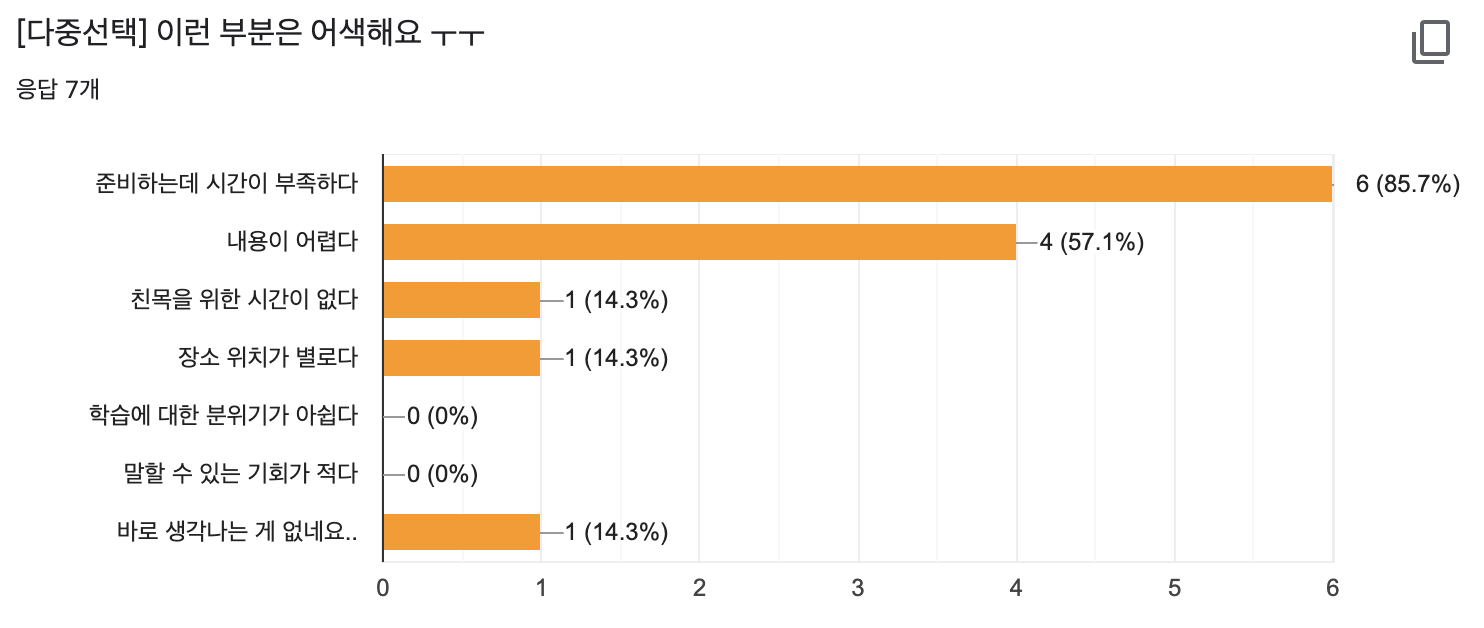 [다중선택] 이런 부분은 어색해요 ㅜㅜ
응답 7개
준비하는데 시간이 부족하다 6 (85.7%)
내용이 어렵다 4 (57.1%)
친목을 위한 시간이 없다 1 (14.3%)
장소 위치가 별로다 1 (14.3%)
학습에 대한 분위기가 아쉽다 0 (0%)
말할 수 있는 기회가 적다 0 (0%)
바로 생각나는 게 없네요.. 1 (14.3%)
0 1 2 3 4 5 6